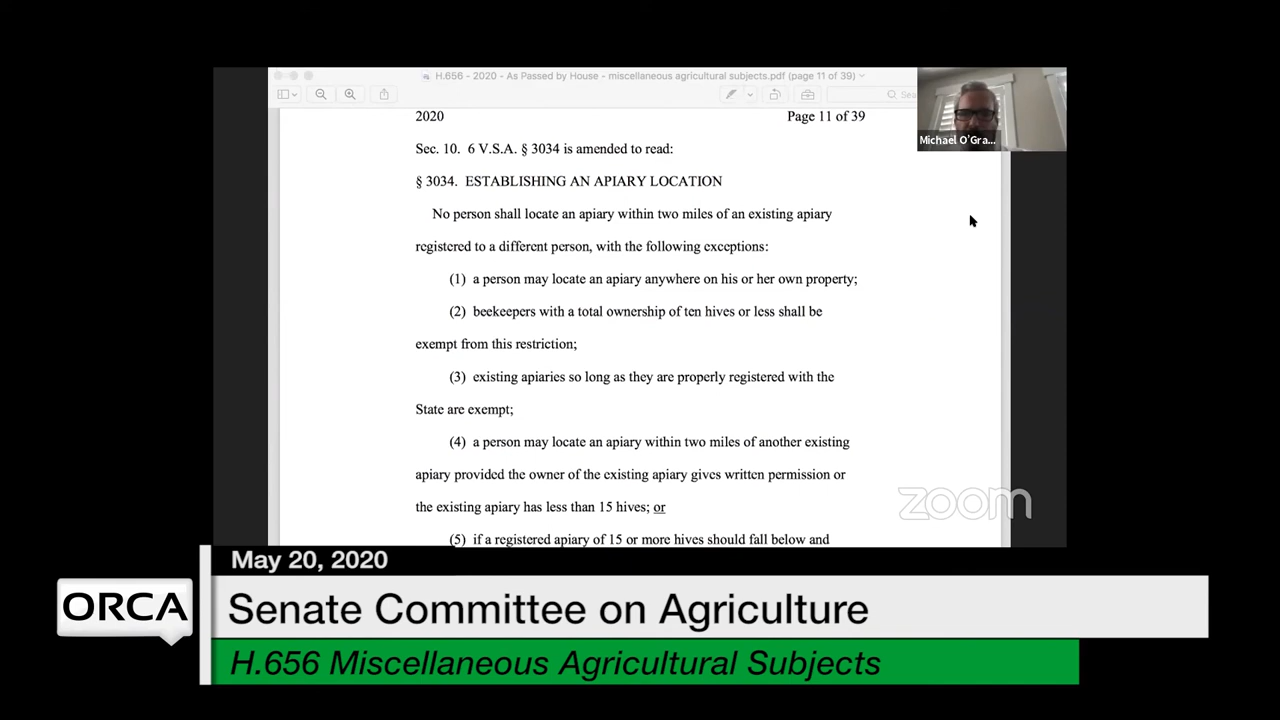 H.656 - 2020 - As Passed by House - miscellaneous agricultural subjects.pdf (page 11 of 39)
2020 Page 11 of 39
Michael O'Gra...
Sec. 10. 6 V.S.A. § 3034 is amended to read:
§ 3034. ESTABLISHING AN APIARY LOCATION
No person shall locate an apiary within two miles of an existing apiary
registered to a different person, with the following exceptions:
(1) a person may locate an apiary anywhere on his or her own property;
(2) beekeepers with a total ownership of ten hives or less shall be
exempt from this restriction;
(3) existing apiaries so long as they are properly registered with the
State are exempt;
(4) a person may locate an apiary within two miles of another existing
apiary provided the owner of the existing apiary gives written permission or
the existing apiary has less than 15 hives; or
(5) if a registered apiary of 15 or more hives should fall below and
zoom
May 20, 2020
ORCA
Senate Committee on Agriculture
H.656 Miscellaneous Agricultural Subjects